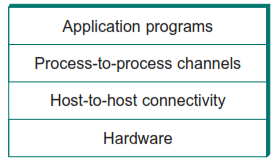 Application programs
Process-to-process channels
Host-to-host connectivity
Hardware